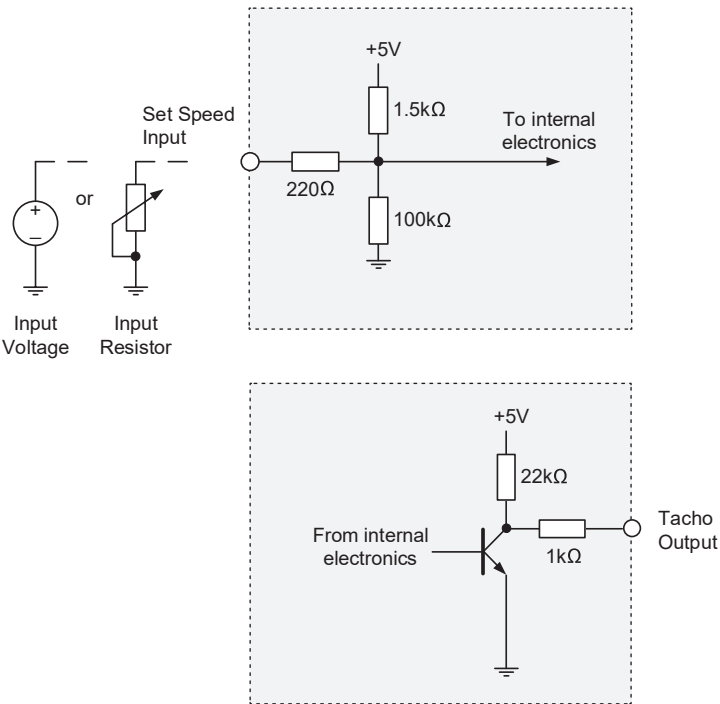 +5V
1.5kΩ
Set Speed
Input
To internal
electronics
220Ω
100kΩ
or
+
−
Input
Voltage
Input
Resistor
+5V
22kΩ
From internal
electronics
1kΩ
Tacho
Output